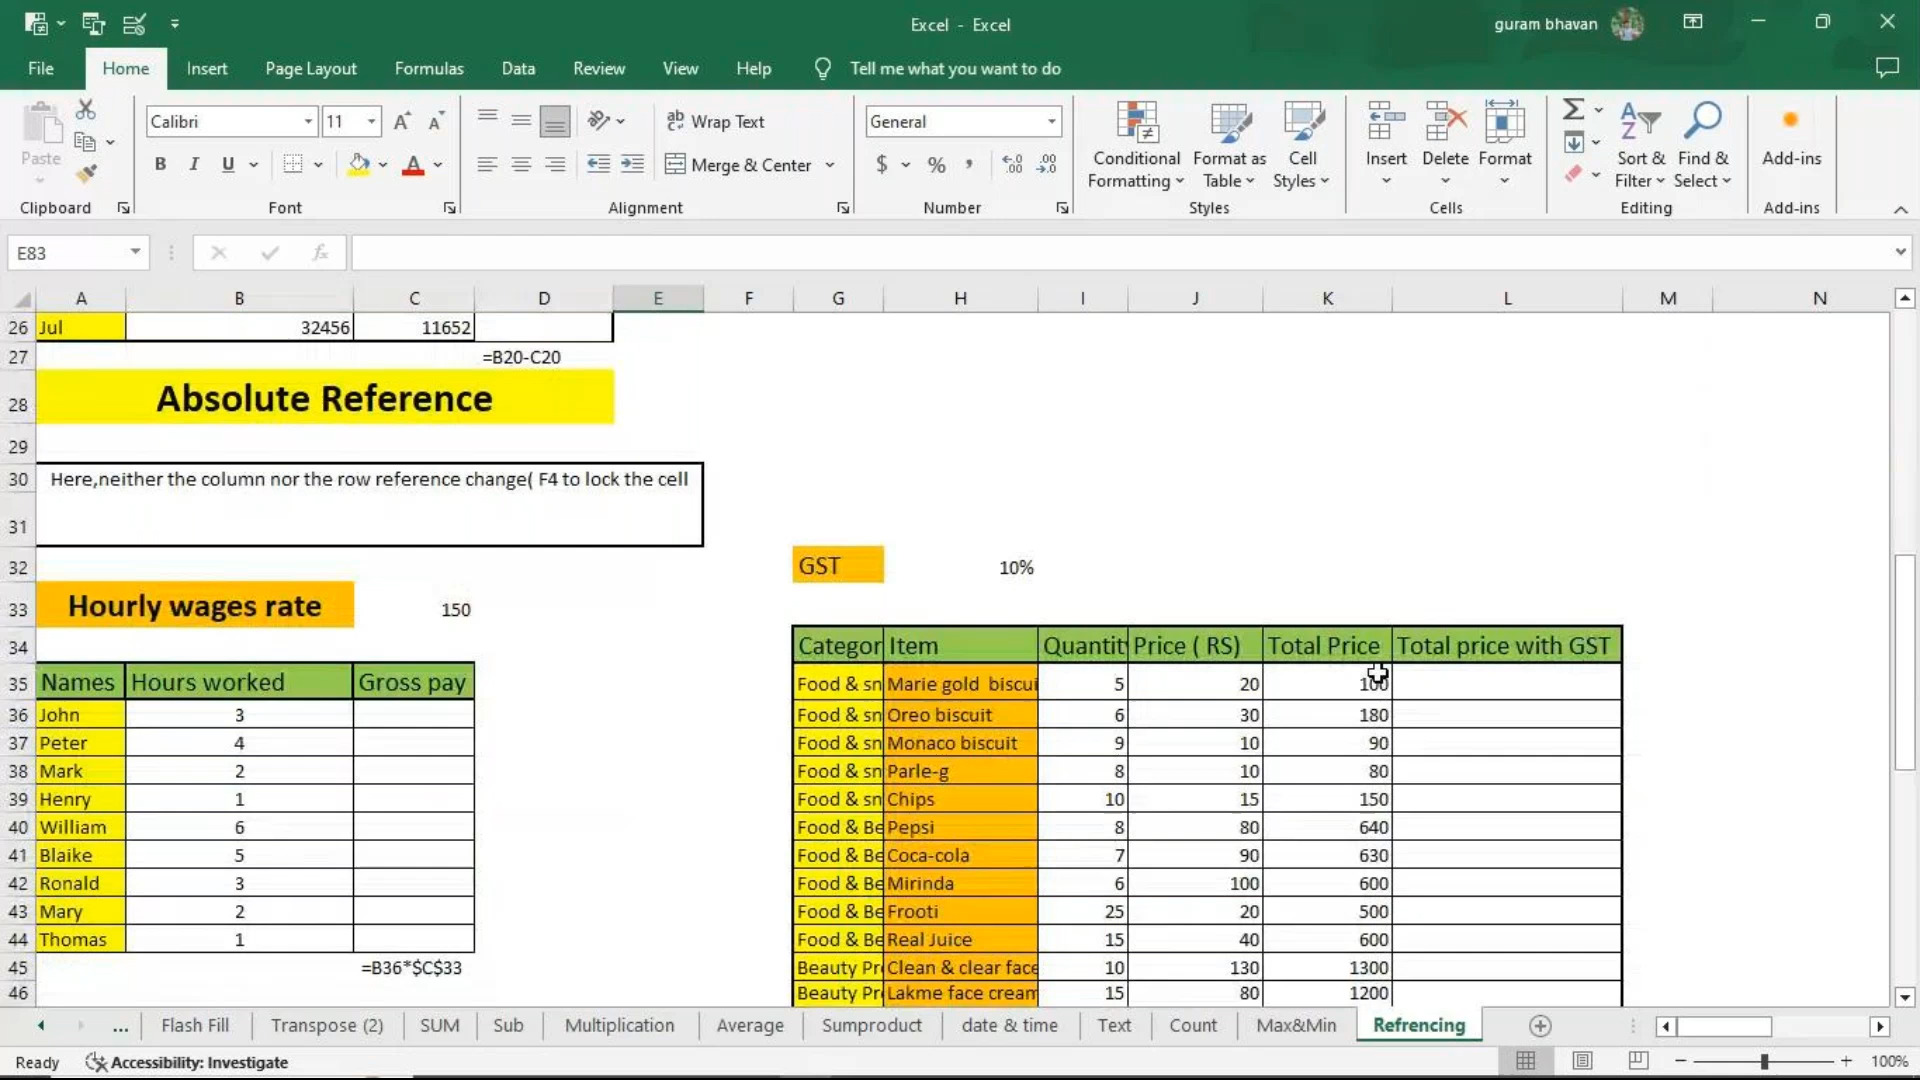 Excel - Excel
guram bhavan
File Home Insert Page Layout Formulas Data Review View Help Tell me what you want to do
Paste
Calibri 11
B I U
Wrap Text
Merge & Center
General
$ % ,
Conditional Formatting
Format as Table
Cell Styles
Insert
Delete
Format
Sort & Filter
Find & Select
Add-ins
Clipboard Font Alignment Number Styles Cells Editing Add-ins
E83
fx
A B C D E F G H I J K L M N
26 Jul 32456 11652
27 =B20-C20
28 Absolute Reference
29
30 Here,neither the column nor the row reference change( F4 to lock the cell
31
32 GST 10%
33 Hourly wages rate 150
34 Categor Item Quantit Price ( RS) Total Price Total price with GST
35 Names Hours worked Gross pay Food & sn Marie gold biscui 5 20 100
36 John 3 Food & sn Oreo biscuit 6 30 180
37 Peter 4 Food & sn Monaco biscuit 9 10 90
38 Mark 2 Food & sn Parle-g 8 10 80
39 Henry 1 Food & sn Chips 10 15 150
40 William 6 Food & Be Pepsi 8 80 640
41 Blaike 5 Food & Be Coca-cola 7 90 630
42 Ronald 3 Food & Be Mirinda 6 100 600
43 Mary 2 Food & Be Frooti 25 20 500
44 Thomas 1 Food & Be Real Juice 15 40 600
45 =B36*$C$33 Beauty Pr Clean & clear face 10 130 1300
46 Beauty Pr Lakme face cream 15 80 1200
... Flash Fill Transpose (2) SUM Sub Multiplication Average Sumproduct date & time Text Count Max&Min Refrencing
Ready Accessibility: Investigate 100%